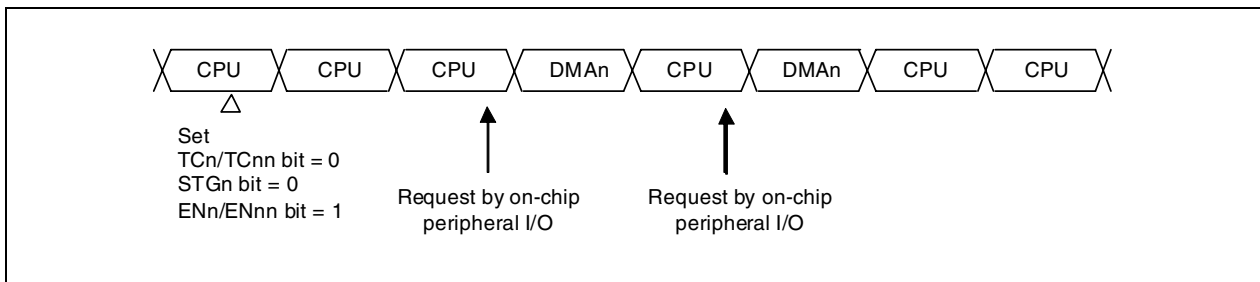 CPU CPU CPU DMAn CPU DMAn CPU CPU
Set
TCn/TCnn bit = 0
STGn bit = 0
ENn/ENnn bit = 1
Request by on-chip
peripheral I/O
Request by on-chip
peripheral I/O